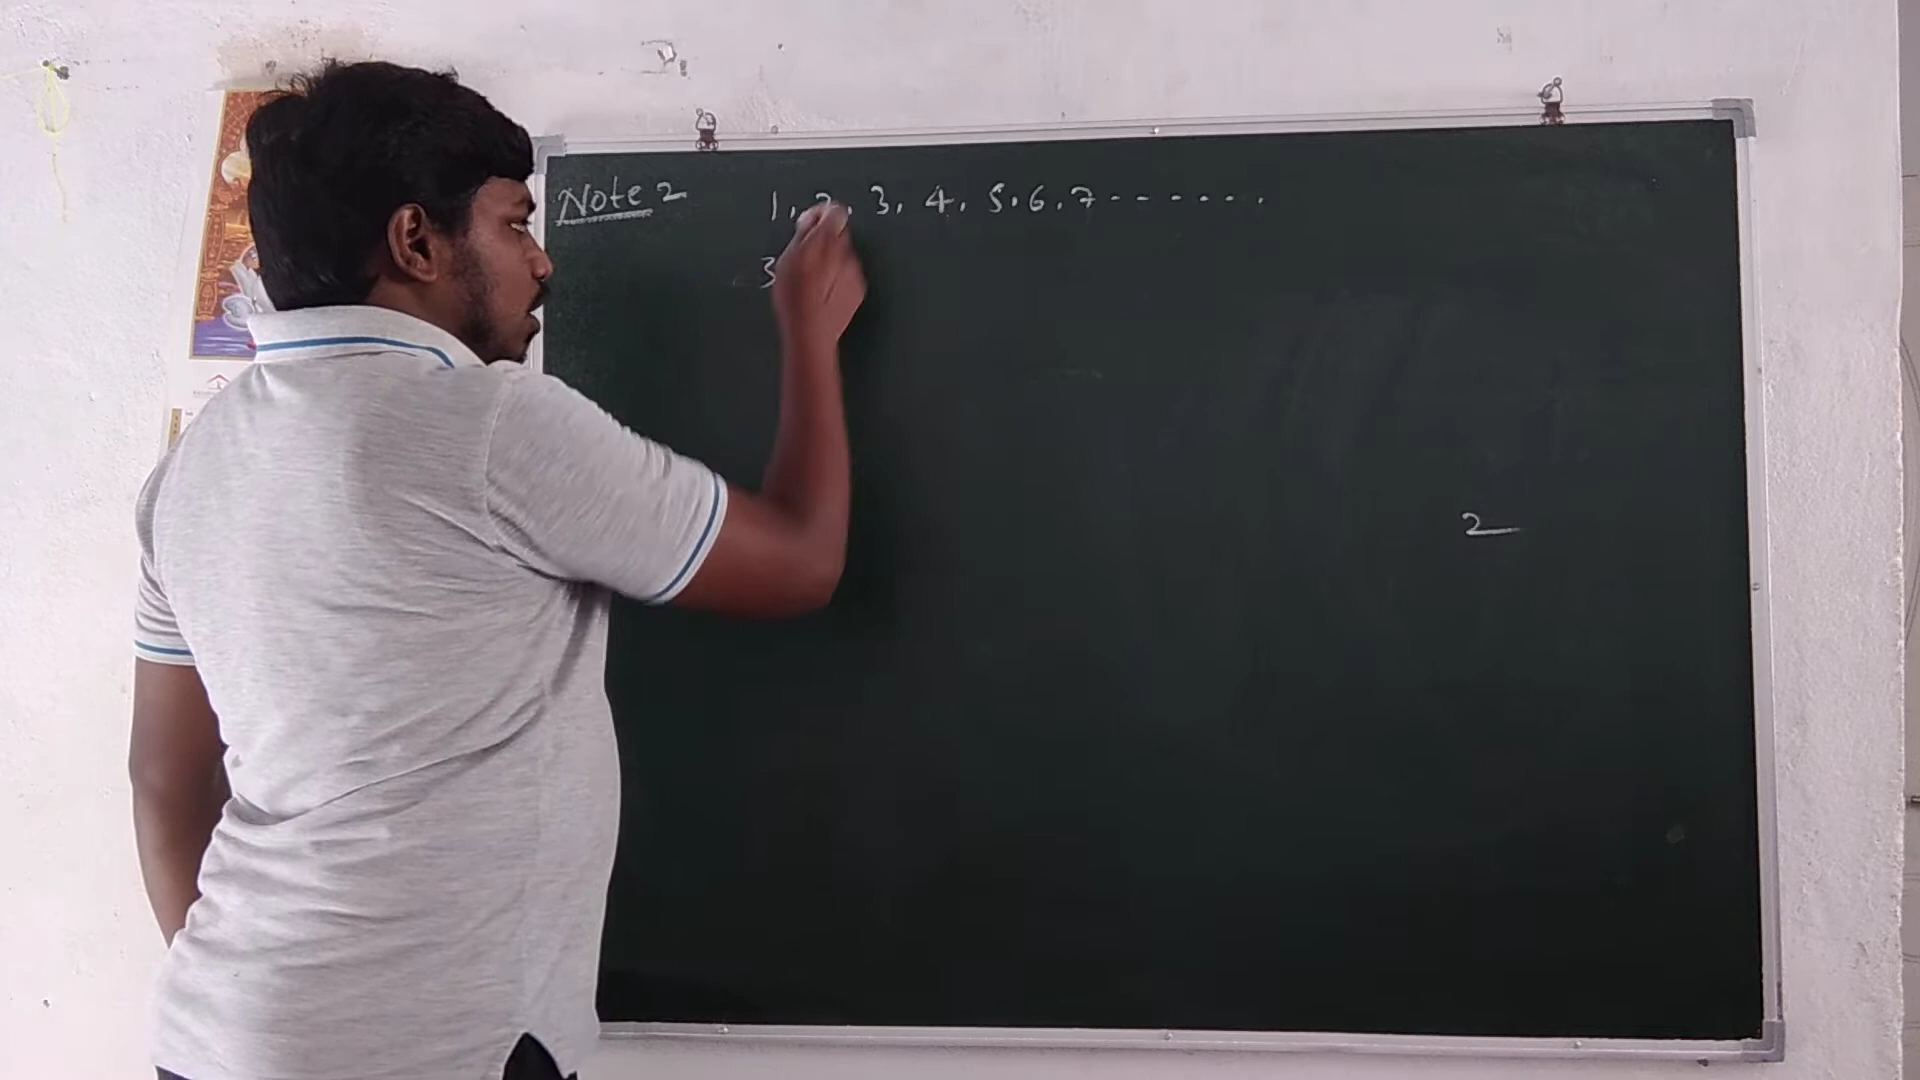 Note 2 1, 2, 3, 4, 5, 6, 7 - - - - - - .
3
2